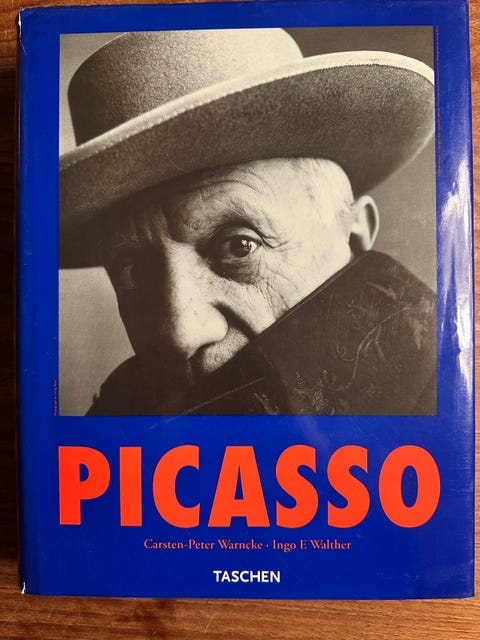 PICASSO
Carsten-Peter Warncke · Ingo F. Walther
TASCHEN